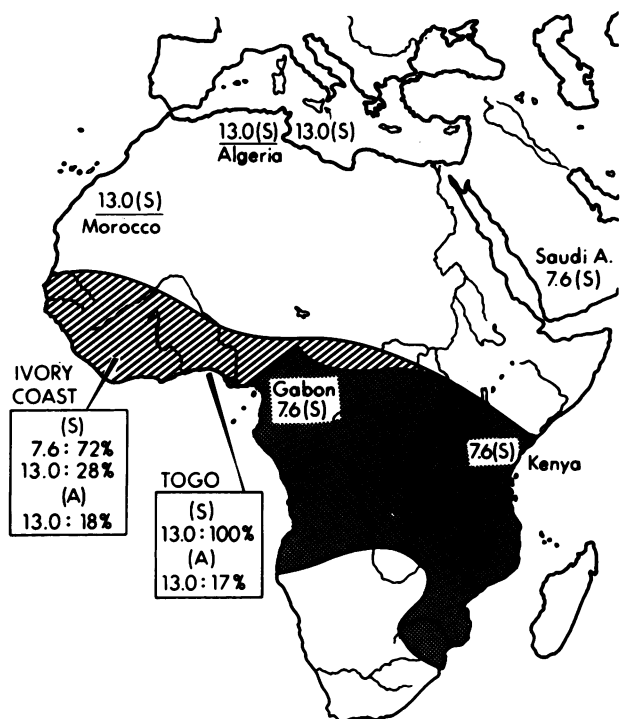 13.0(S) 13.0(S)
Algeria
13.0(S)
Morocco
Saudi A.
7.6(S)
IVORY
COAST
(S)
7.6: 72%
13.0: 28%
(A)
13.0: 18%
Gabon
7.6(S)
7.6(S)
Kenya
TOGO
(S)
13.0: 100%
(A)
13.0: 17%